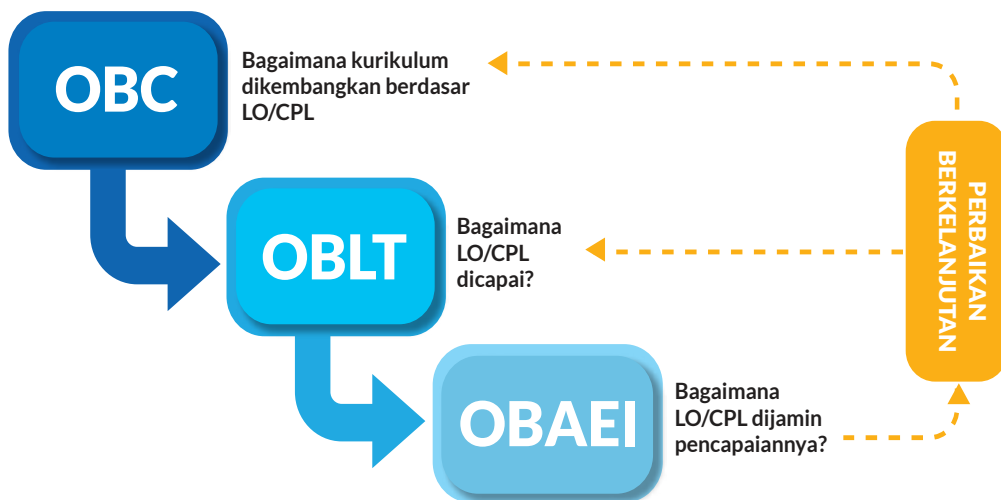 OBC
Bagaimana kurikulum
dikembangkan berdasar
LO/CPL
OBLT
Bagaimana
LO/CPL
dicapai?
OBAEI
Bagaimana
LO/CPL dijamin
pencapaiannya?
PERBAIKAN
BERKELANJUTAN